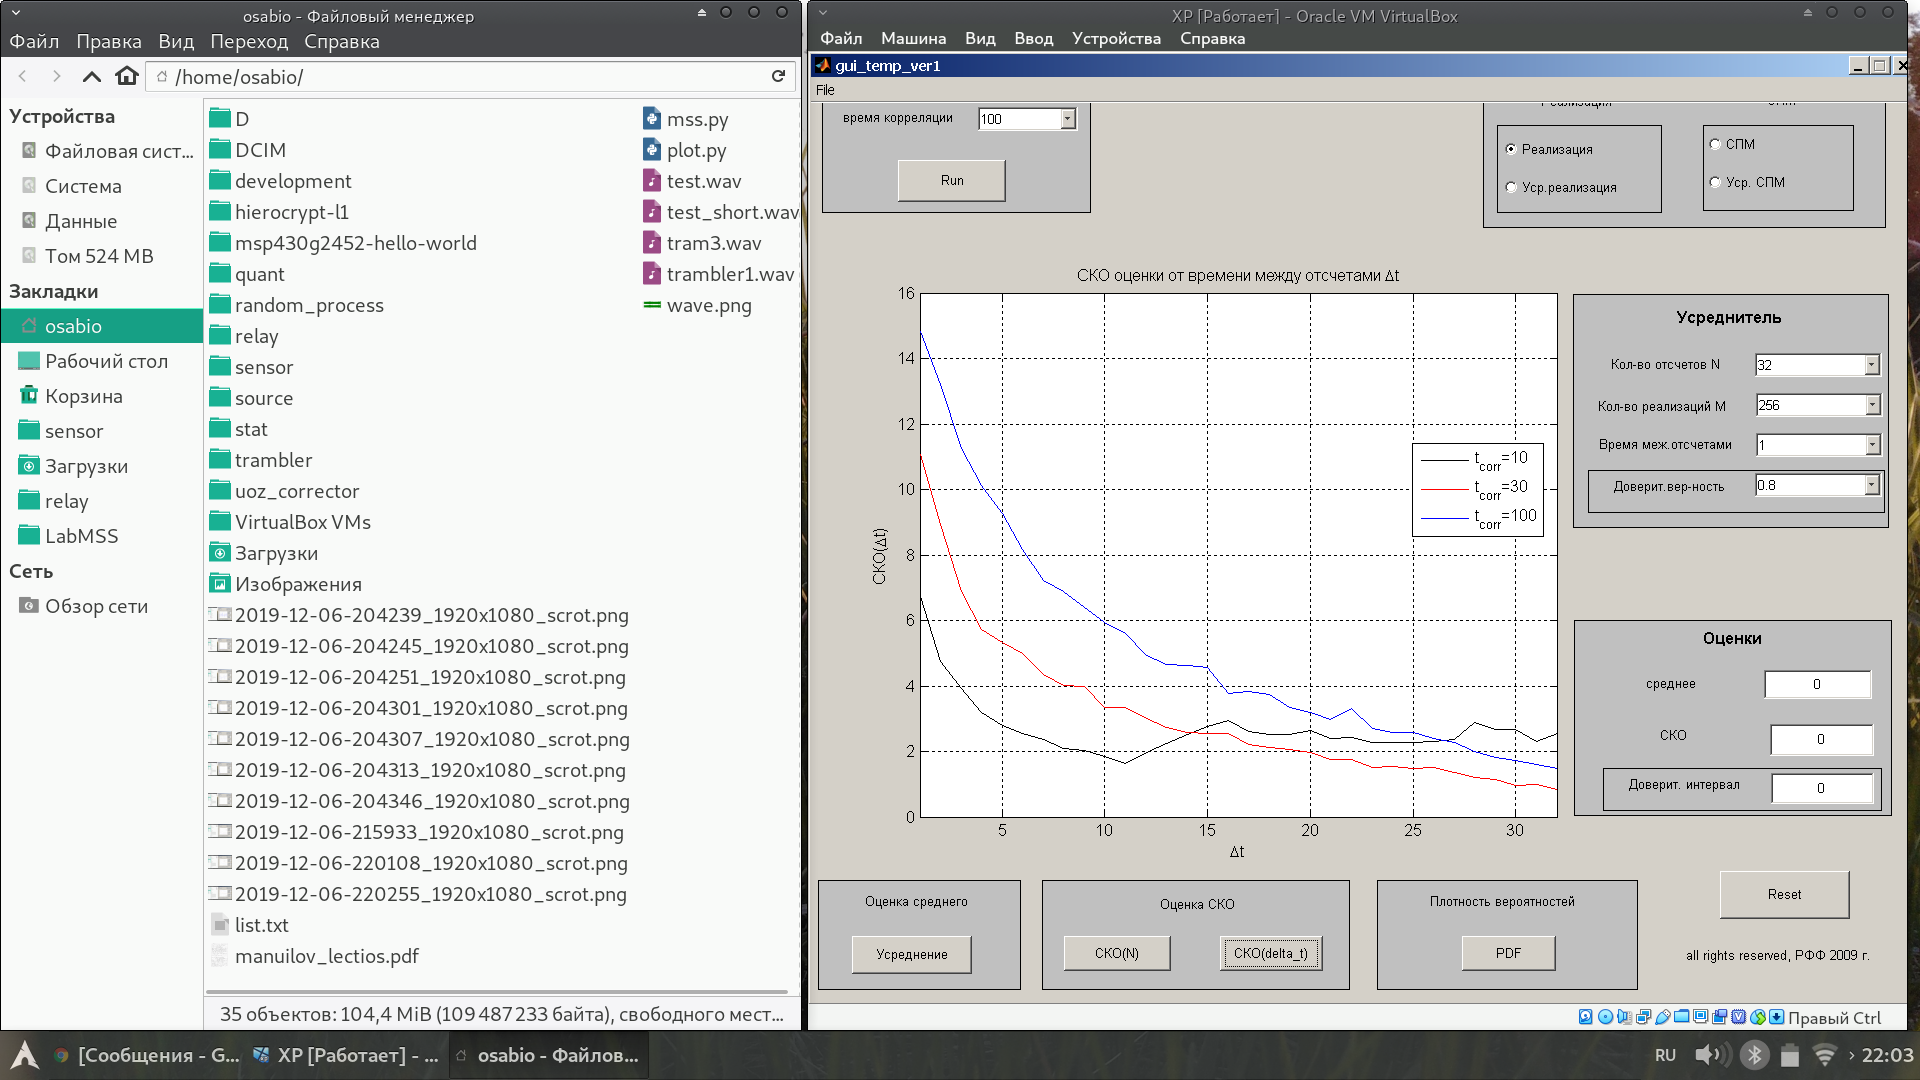 osabio - Файловый менеджер
Файл Правка Вид Переход Справка
/home/osabio/
Устройства
Файловая сист...
Система
Данные
Том 524 MB
Закладки
osabio
Рабочий стол
Корзина
sensor
Загрузки
relay
LabMSS
Сеть
Обзор сети
D
DCIM
development
hierocrypt-l1
msp430g2452-hello-world
quant
random_process
relay
sensor
source
stat
trambler
uoz_corrector
VirtualBox VMs
Загрузки
Изображения
2019-12-06-204239_1920x1080_scrot.png
2019-12-06-204245_1920x1080_scrot.png
2019-12-06-204251_1920x1080_scrot.png
2019-12-06-204301_1920x1080_scrot.png
2019-12-06-204307_1920x1080_scrot.png
2019-12-06-204313_1920x1080_scrot.png
2019-12-06-204346_1920x1080_scrot.png
2019-12-06-215933_1920x1080_scrot.png
2019-12-06-220108_1920x1080_scrot.png
2019-12-06-220255_1920x1080_scrot.png
list.txt
manuilov_lectios.pdf
mss.py
plot.py
test.wav
test_short.wav
tram3.wav
trambler1.wav
wave.png
35 объектов: 104,4 MiB (109 487 233 байта), свободного мест...
XP [Работает] - Oracle VM VirtualBox
Файл Машина Вид Ввод Устройства Справка
gui_temp_ver1
File
время корреляции 100
Run
Реализация
Реализация
Уср.реализация
СПМ
Уср. СПМ
СКО оценки от времени между отсчетами Δt
16
14
12
10
8
6
4
2
0
СКО(Δt)
5 10 15 20 25 30
Δt
t corr=10
t corr=30
t corr=100
Усреднитель
Кол-во отсчетов N 32
Кол-во реализаций M 256
Время меж.отсчетами 1
Доверит.вер-ность 0.8
Оценки
среднее 0
СКО 0
Доверит. интервал 0
Оценка среднего
Усреднение
Оценка СКО
СКО(N) СКО(delta_t)
Плотность вероятностей
PDF
Reset
all rights reserved, РФФ 2009 г.
Правый Ctrl
[Сообщения - G... XP [Работает] - ... osabio - Файлов...
RU 22:03